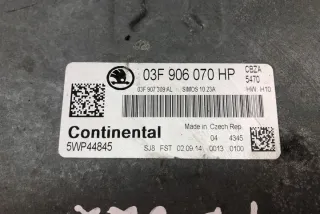 03F 906 070 HP
CBZA
5470
03F 907 309 AL SIMOS 10.23A
HW H10
Continental
5WP44845
Made in Czech Rep.
04 4345
SJ8 FST 02.09.14 0013 0100